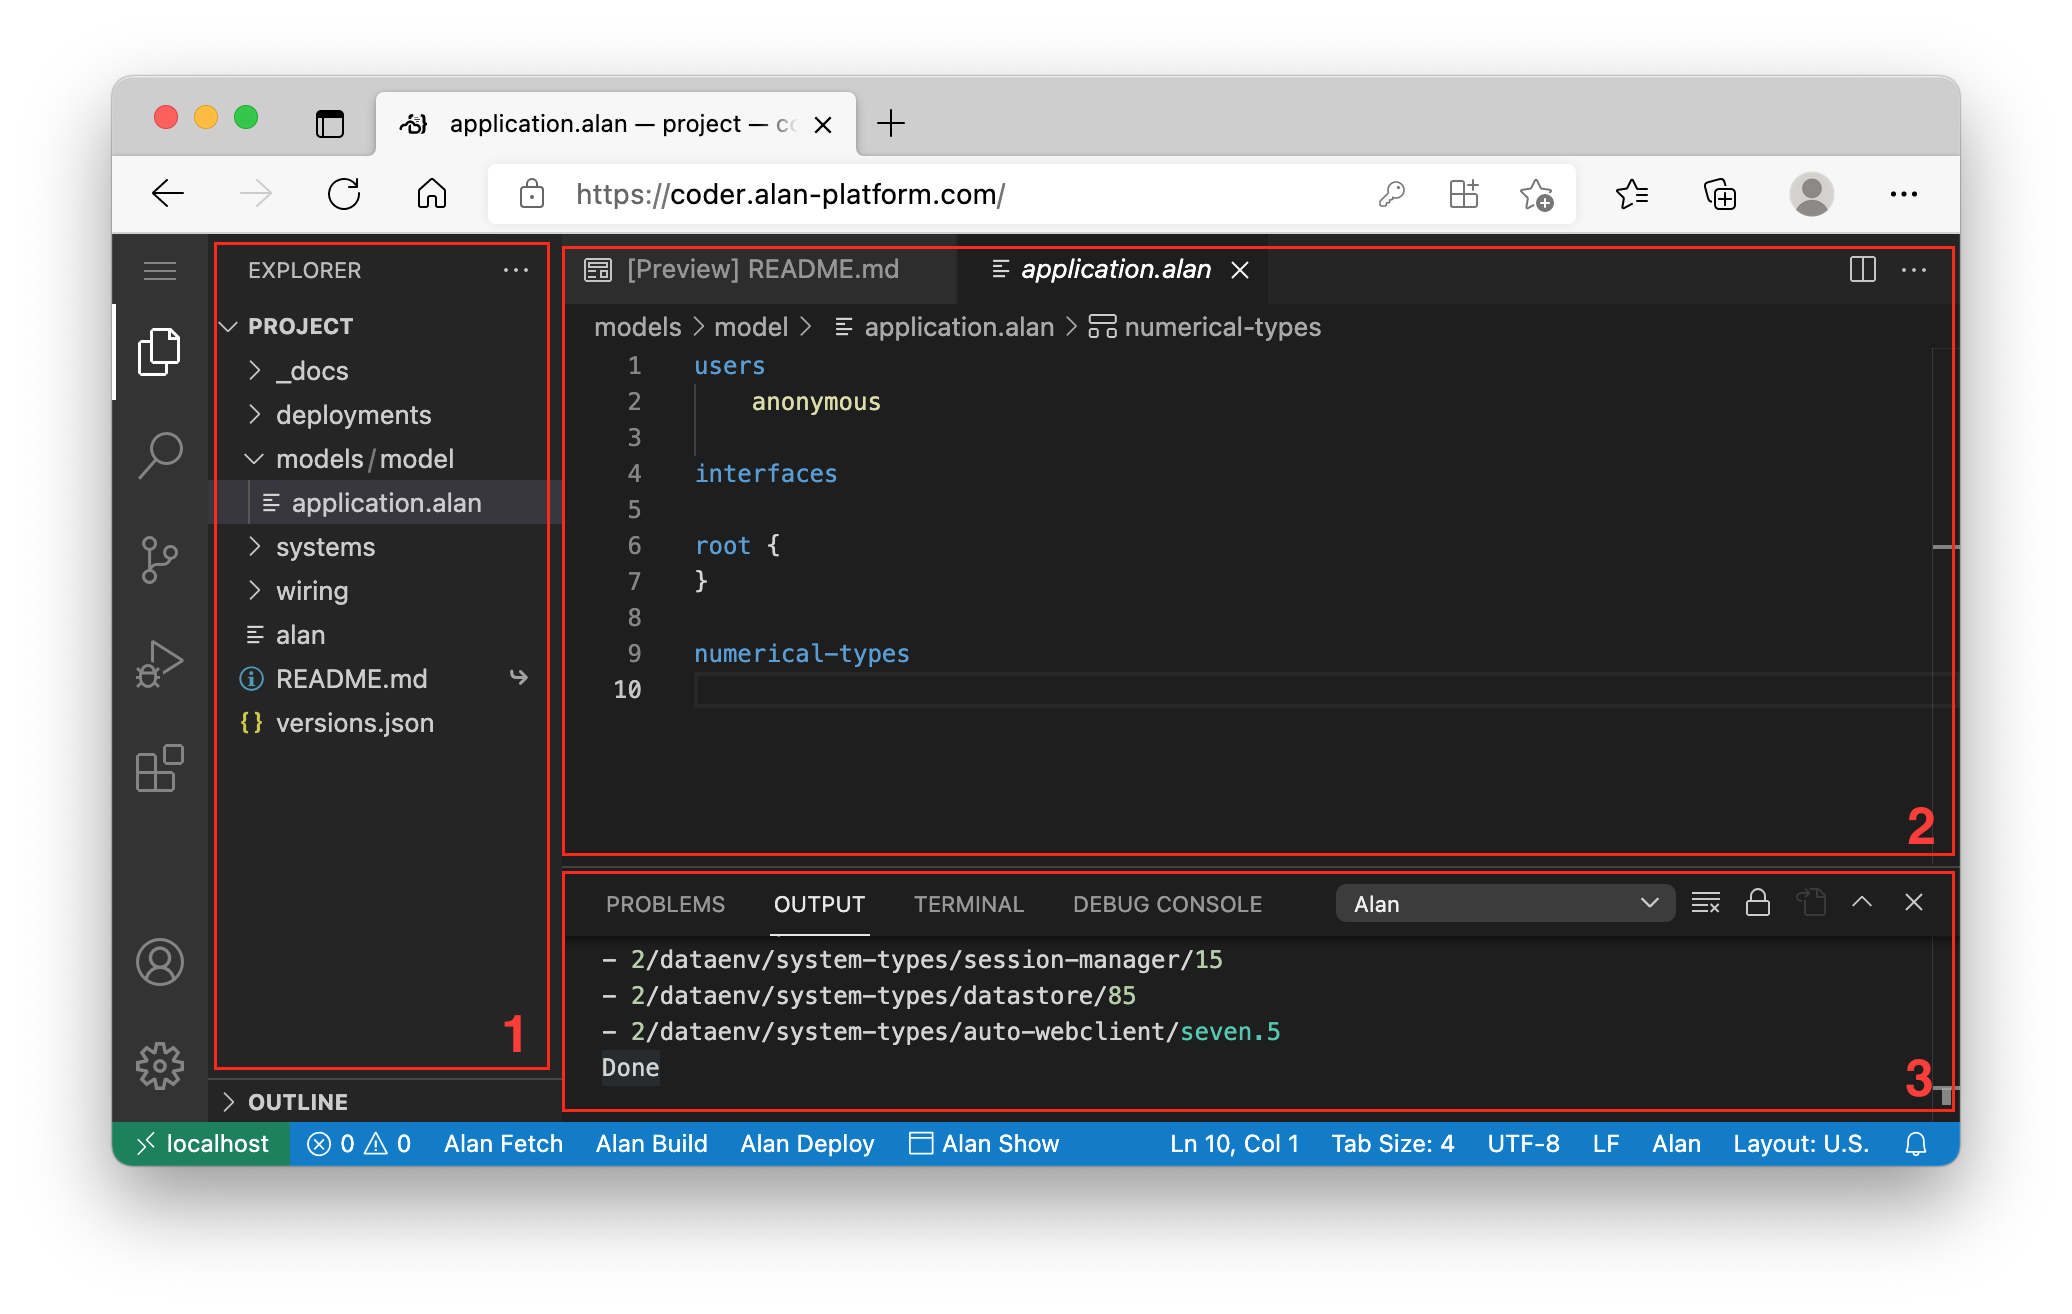 application.alan — project — co
https://coder.alan-platform.com/
EXPLORER
PROJECT
_docs
deployments
models/model
application.alan
systems
wiring
alan
README.md
versions.json
1
OUTLINE
[Preview] README.md
application.alan
models > model > application.alan > numerical-types
1 users
2 anonymous
3
4 interfaces
5
6 root {
7 }
8
9 numerical-types
10
2
PROBLEMS OUTPUT TERMINAL DEBUG CONSOLE Alan
- 2/dataenv/system-types/session-manager/15
- 2/dataenv/system-types/datastore/85
- 2/dataenv/system-types/auto-webclient/seven.5
Done
3
localhost 0 0 Alan Fetch Alan Build Alan Deploy Alan Show Ln 10, Col 1 Tab Size: 4 UTF-8 LF Alan Layout: U.S.